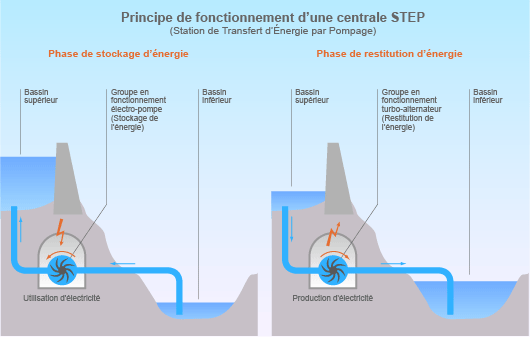 Principe de fonctionnement d'une centrale STEP
(Station de Transfert d'Énergie par Pompage)
Phase de stockage d'énergie
Bassin
supérieur
Groupe en
fonctionnement
électro-pompe
(Stockage de
l'énergie)
Bassin
inférieur
Utilisation d'électricité
Phase de restitution d'énergie
Bassin
supérieur
Groupe en
fonctionnement
turbo-alternateur
(Restitution de
l'énergie)
Bassin
inférieur
Production d'électricité